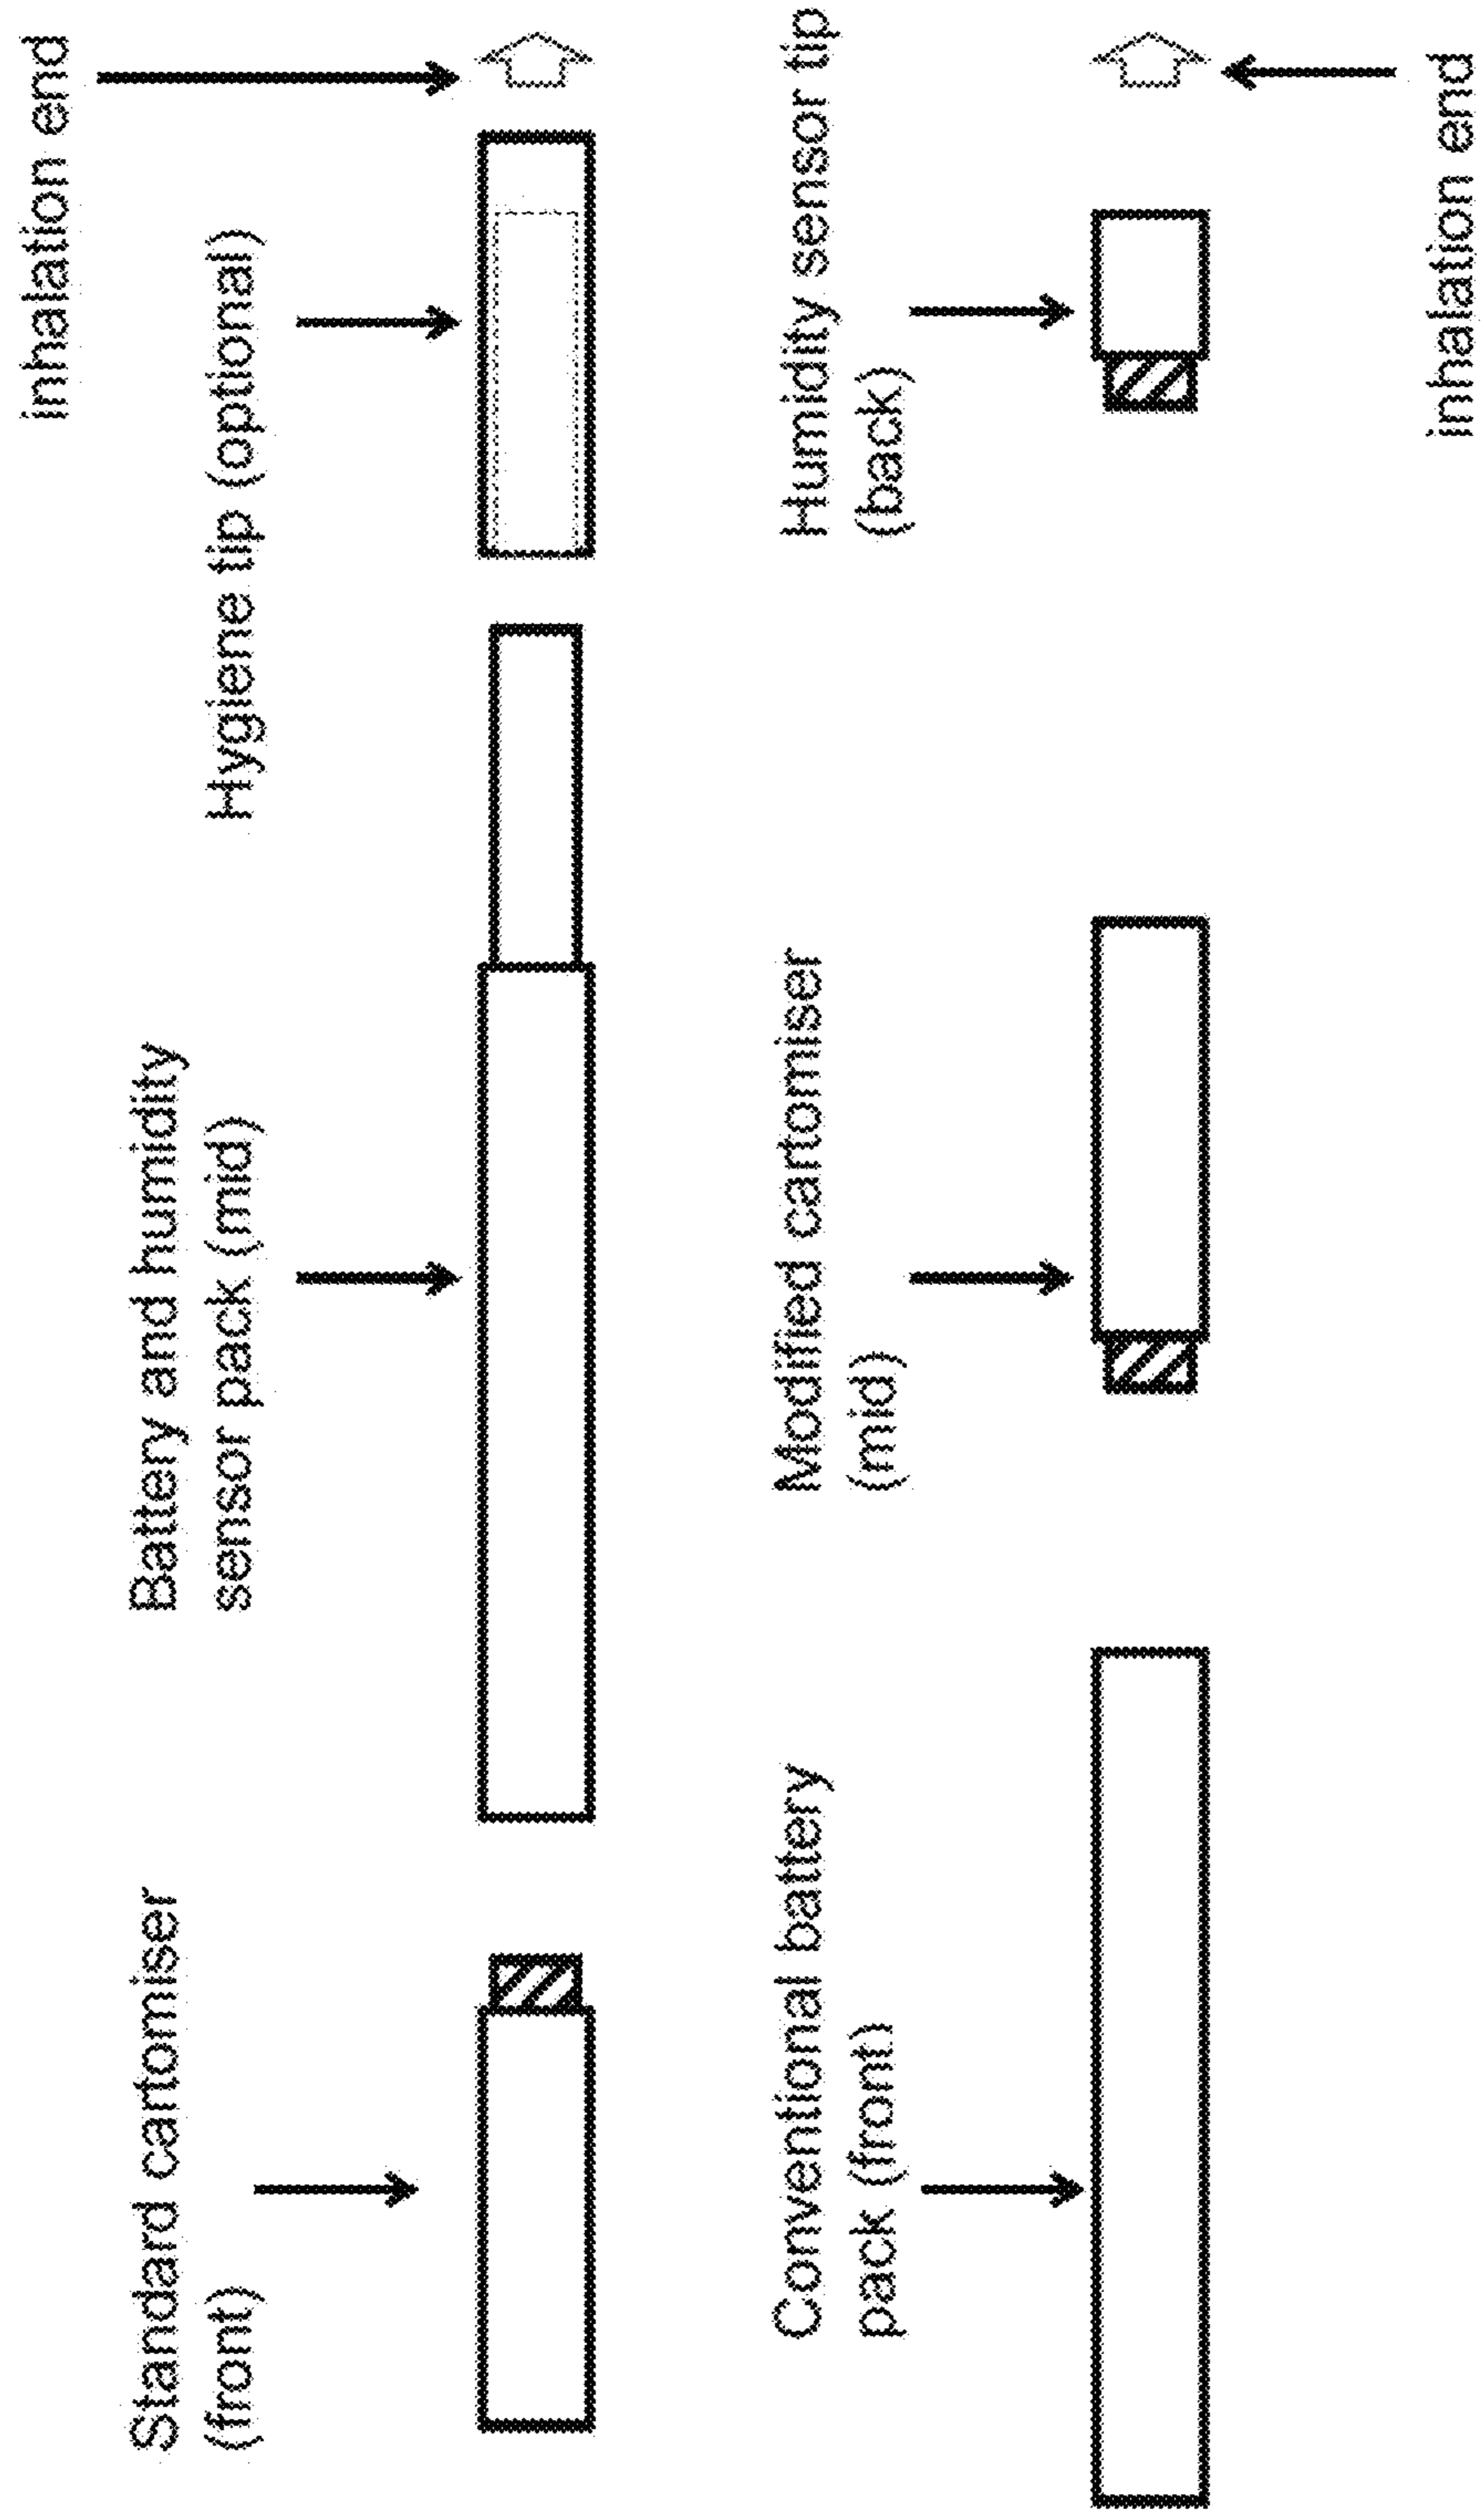 inhalation end
Hygiene tip (optional)
Battery and humidity
sensor pack (mid)
Standard cartomiser
(front)
Humidity sensor tip
(back)
Modified cartomiser
(mid)
Conventional battery
pack (front)
inhalation end